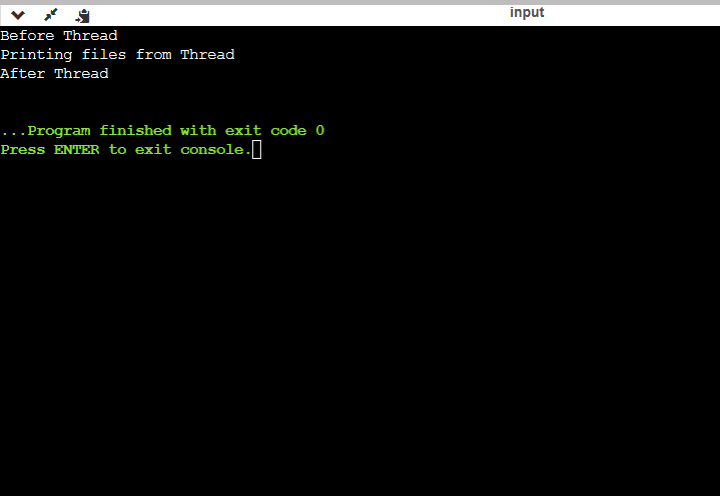 input
Before Thread
Printing files from Thread
After Thread
...Program finished with exit code 0
Press ENTER to exit console.